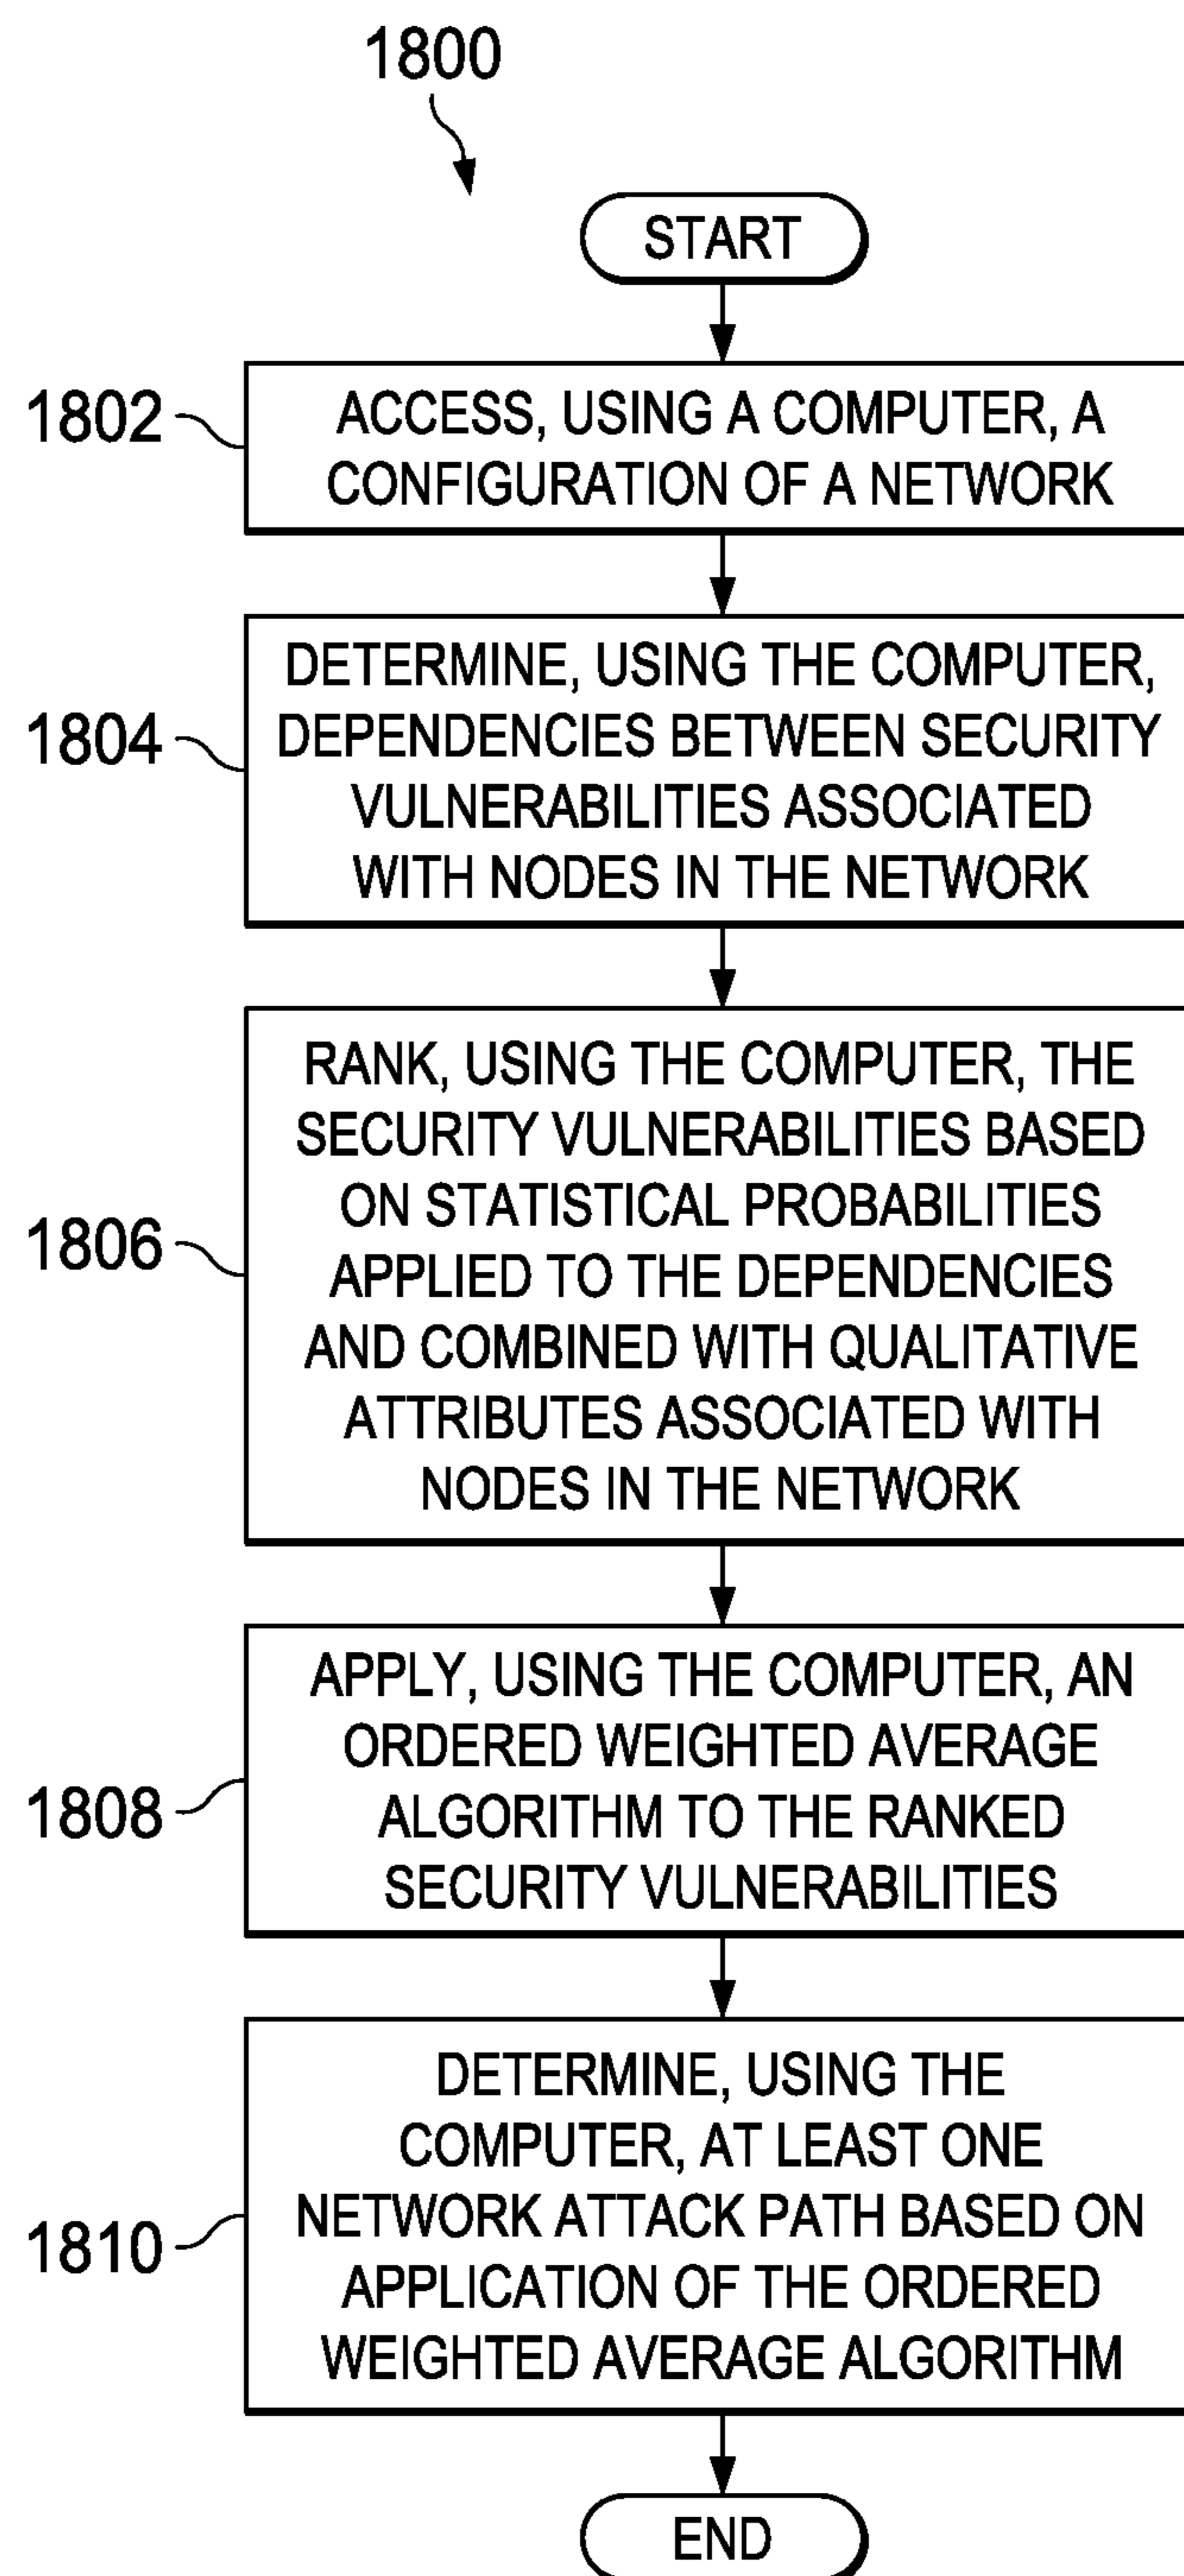 1800
START
1802
ACCESS, USING A COMPUTER, A
CONFIGURATION OF A NETWORK
1804
DETERMINE, USING THE COMPUTER,
DEPENDENCIES BETWEEN SECURITY
VULNERABILITIES ASSOCIATED
WITH NODES IN THE NETWORK
1806
RANK, USING THE COMPUTER, THE
SECURITY VULNERABILITIES BASED
ON STATISTICAL PROBABILITIES
APPLIED TO THE DEPENDENCIES
AND COMBINED WITH QUALITATIVE
ATTRIBUTES ASSOCIATED WITH
NODES IN THE NETWORK
1808
APPLY, USING THE COMPUTER, AN
ORDERED WEIGHTED AVERAGE
ALGORITHM TO THE RANKED
SECURITY VULNERABILITIES
1810
DETERMINE, USING THE
COMPUTER, AT LEAST ONE
NETWORK ATTACK PATH BASED ON
APPLICATION OF THE ORDERED
WEIGHTED AVERAGE ALGORITHM
END